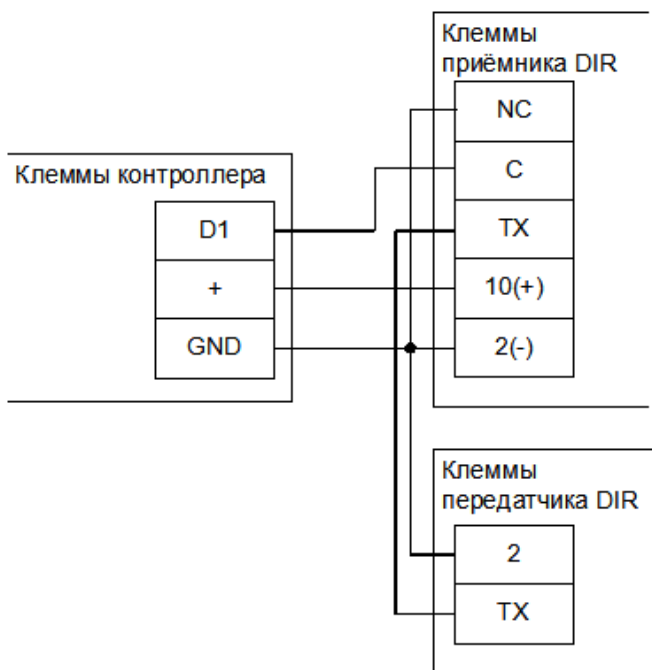 Клеммы
приёмника DIR
NC
C
TX
10(+)
2(-)
Клеммы контроллера
D1
+
GND
Клеммы
передатчика DIR
2
TX